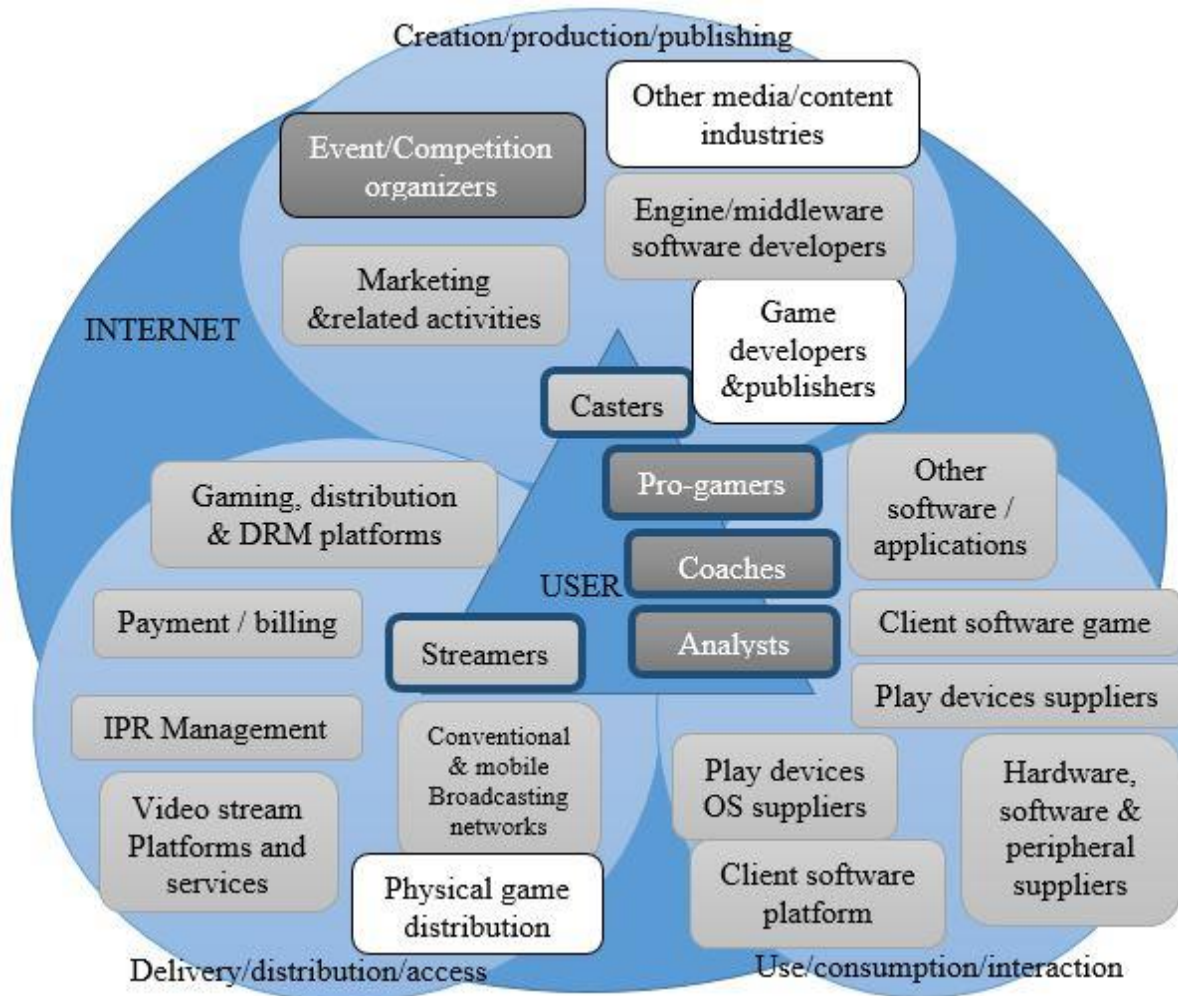 Creation/production/publishing
Other media/content
industries
Event/Competition
organizers
Engine/middleware
software developers
Marketing
&related activities
INTERNET
Game
developers
&publishers
Casters
Pro-gamers
Other
software /
applications
Gaming, distribution
& DRM platforms
Coaches
USER
Payment / billing
Streamers
Analysts
Client software game
Play devices suppliers
IPR Management
Conventional
& mobile
Broadcasting
networks
Play devices
OS suppliers
Hardware,
software &
peripheral
suppliers
Video stream
Platforms and
services
Physical game
distribution
Client software
platform
Delivery/distribution/access
Use/consumption/interaction